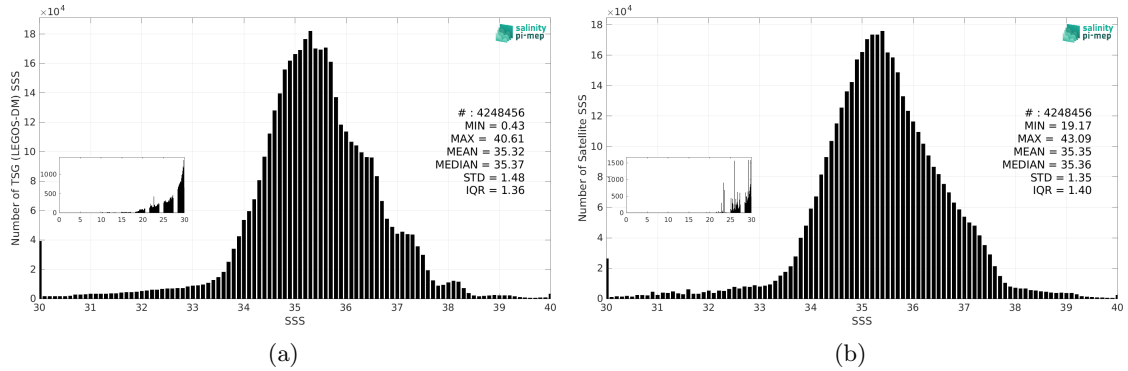 ×10⁴
salinity
pi-mep
Number of TSG (LEGOS-DM) SSS
18
16
14
12
10
8
6
4
2
0
# : 4248456
MIN = 0.43
MAX = 40.61
MEAN = 35.32
MEDIAN = 35.37
STD = 1.48
IQR = 1.36
1000
500
0
0 5 10 15 20 25 30
30 31 32 33 34 35 36 37 38 39 40
SSS
(a)
×10⁴
salinity
pi-mep
Number of Satellite SSS
18
16
14
12
10
8
6
4
2
0
# : 4248456
MIN = 19.17
MAX = 43.09
MEAN = 35.35
MEDIAN = 35.36
STD = 1.35
IQR = 1.40
1500
1000
500
0
0 5 10 15 20 25 30
30 31 32 33 34 35 36 37 38 39 40
SSS
(b)